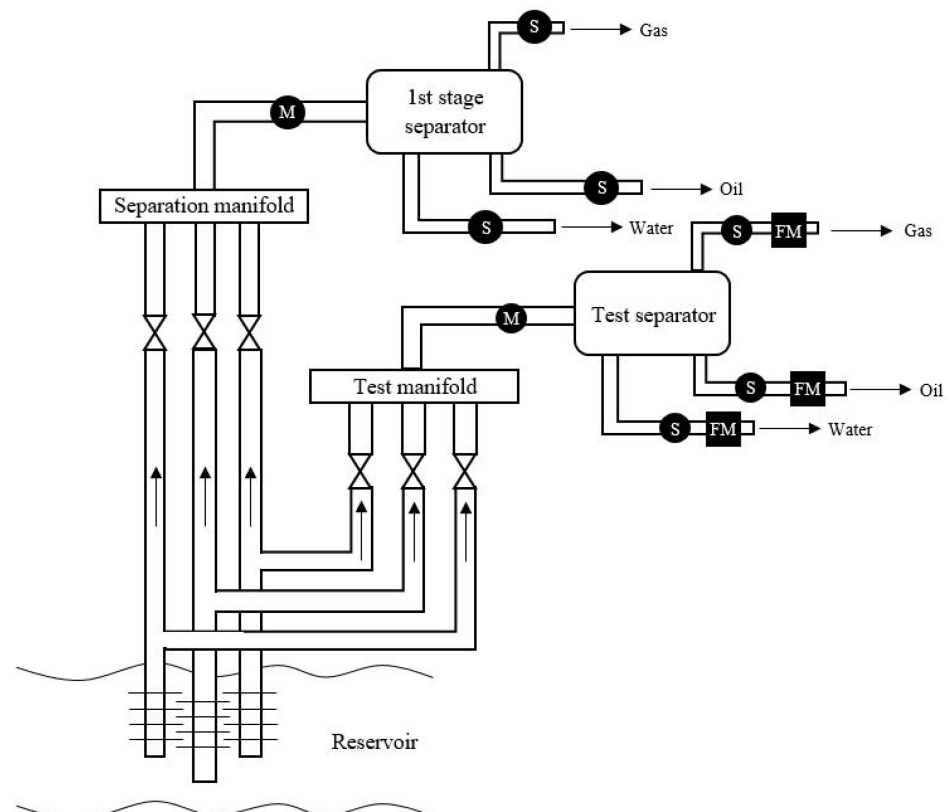 S
Gas
1st stage
separator
M
S
Oil
Separation manifold
S
Water
S
FM
Gas
M
Test separator
Test manifold
S
FM
Oil
S
FM
Water
Reservoir